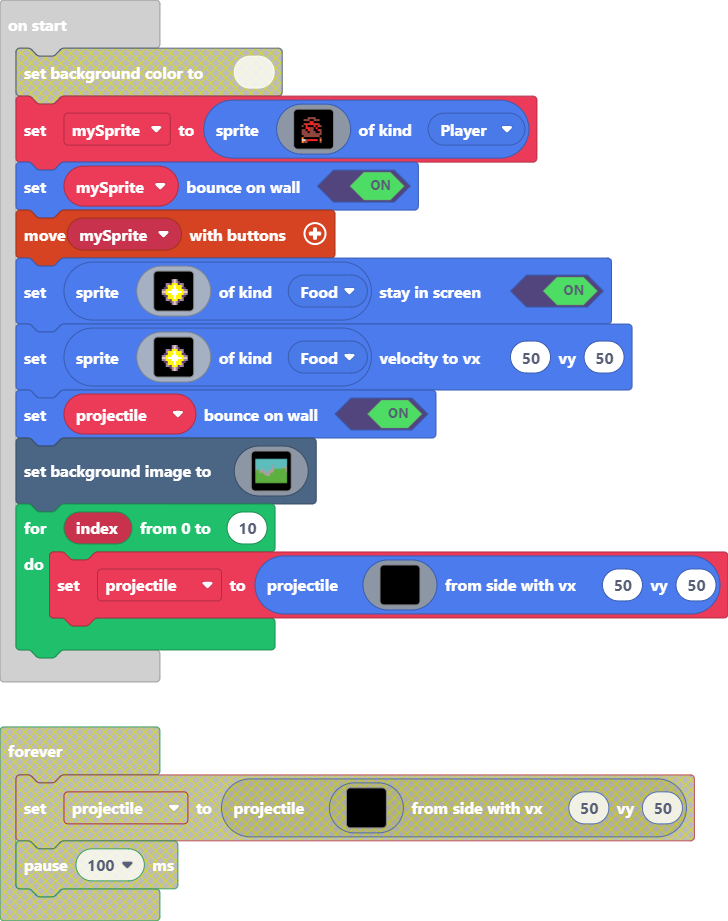 on start
set background color to
set mySprite to sprite of kind Player
set mySprite bounce on wall ON
move mySprite with buttons
set sprite of kind Food stay in screen ON
set sprite of kind Food velocity to vx 50 vy 50
set projectile bounce on wall ON
set background image to
for index from 0 to 10
do
set projectile to projectile from side with vx 50 vy 50
forever
set projectile to projectile from side with vx 50 vy 50
pause 100 ms